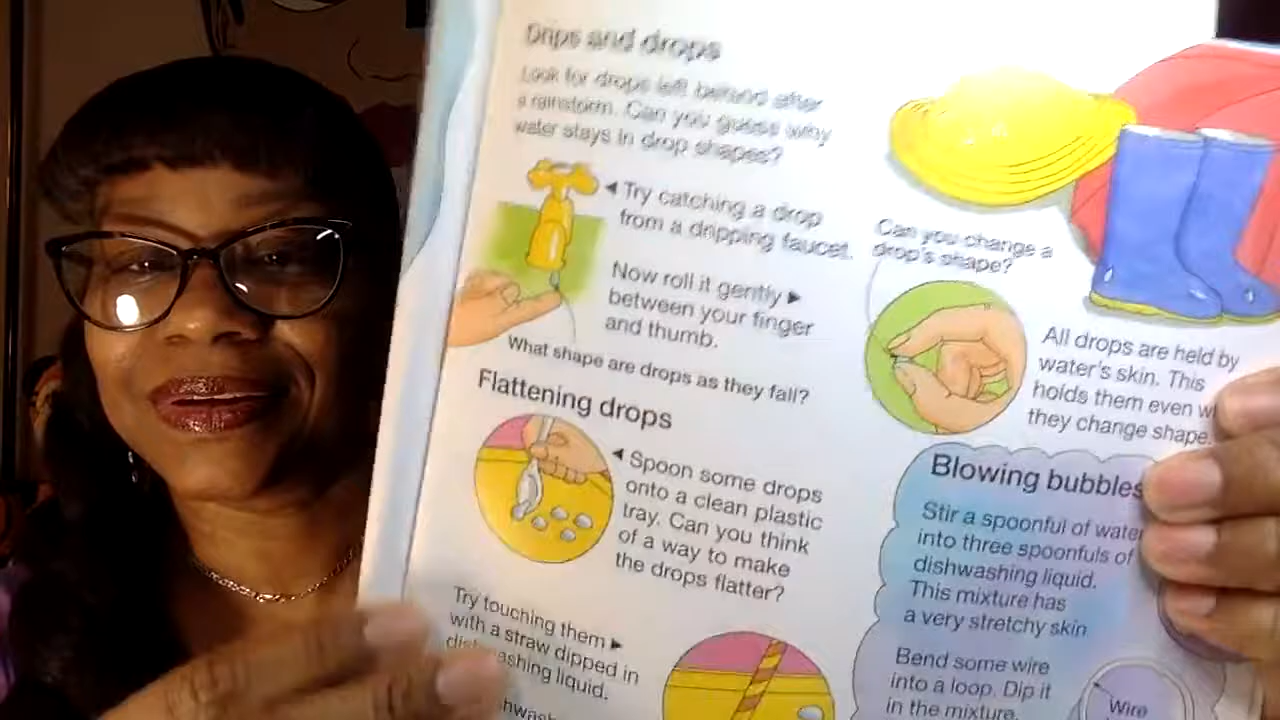 Drips and drops
Look for drops left behind after
a rainstorm. Can you guess why
water stays in drop shapes?
◄ Try catching a drop
from a dripping faucet.
Now roll it gently ►
between your finger
and thumb.
What shape are drops as they fall?
Can you change a
drop's shape?
All drops are held by
water's skin. This
holds them even
they change shape.
Flattening drops
◄ Spoon some drops
onto a clean plastic
tray. Can you think
of a way to make
the drops flatter?
Try touching them ►
with a straw dipped in
liquid.
Blowing bubbles
Stir a spoonful of water
into three spoonfuls of
dishwashing liquid.
This mixture has
a very stretchy skin
Bend some wire
into a loop. Dip it
in the mixture.
Wire